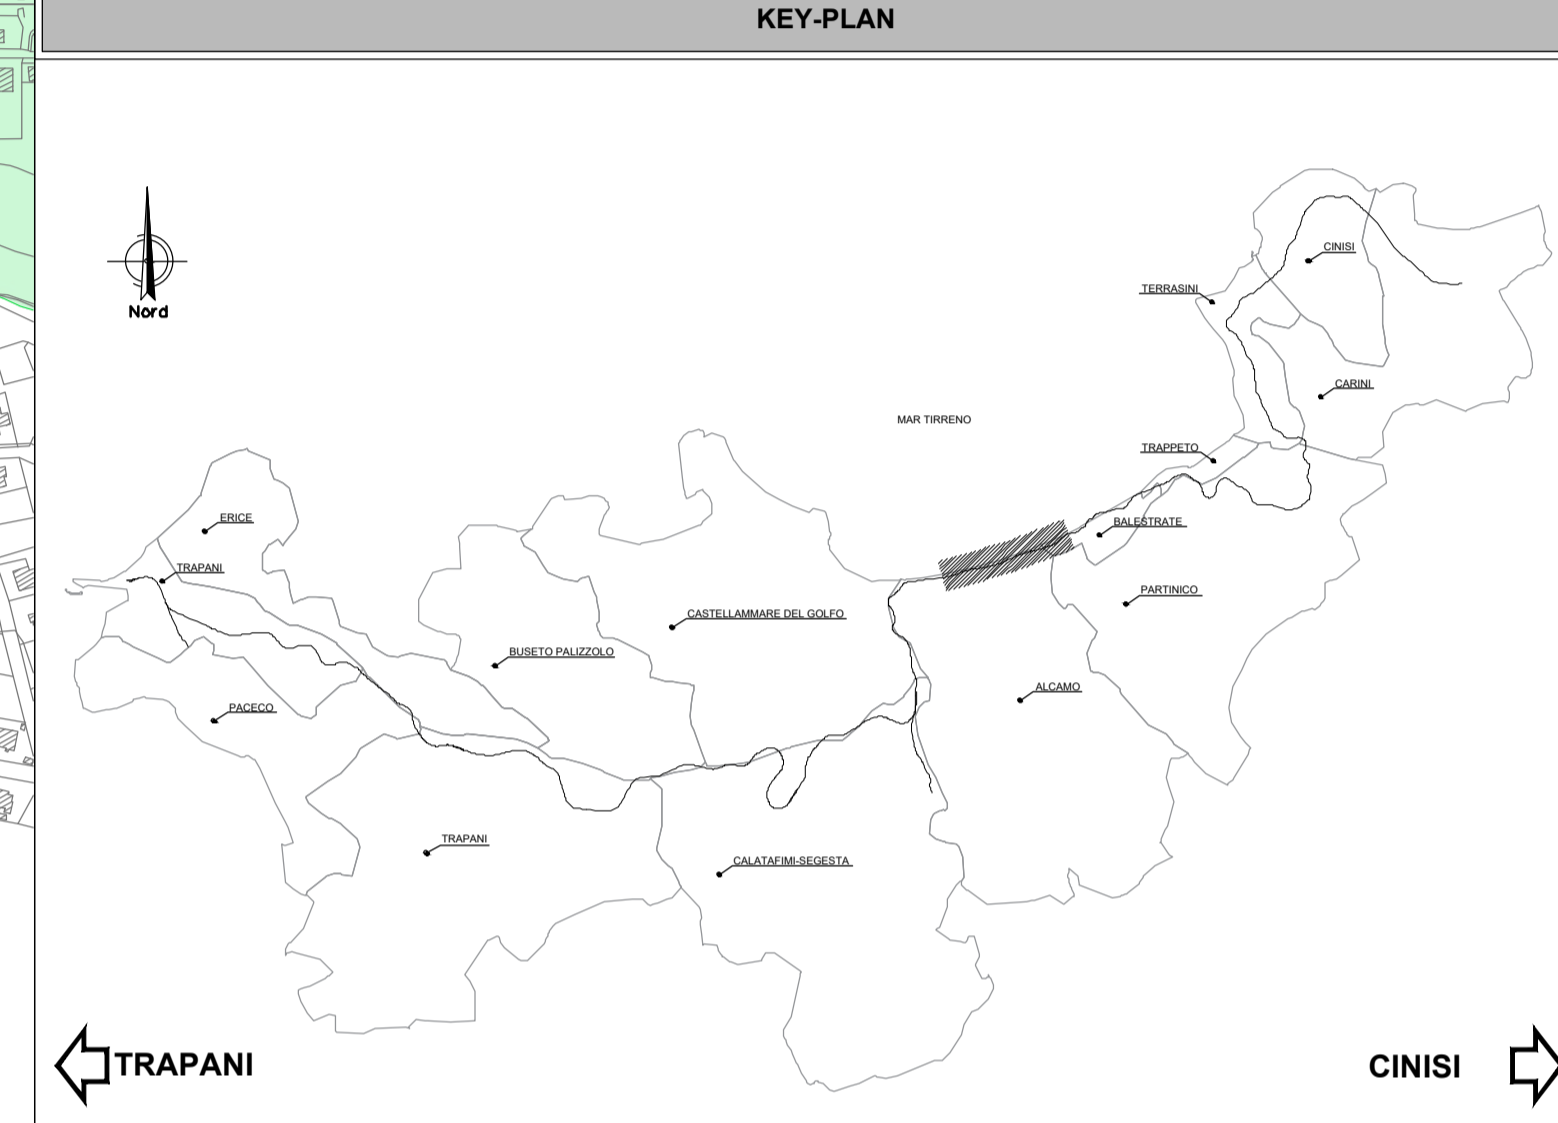 KEY-PLAN
Nord
CINISI
TERRASINI
CARINI
MAR TIRRENO
TRAPPETO
ERICE
BALESTRATE
TRAPANI
PARTINICO
CASTELLAMMARE DEL GOLFO
BUSETO PALIZZOLO
ALCAMO
PACECO
TRAPANI
CALATAFIMI-SEGESTA
TRAPANI
CINISI